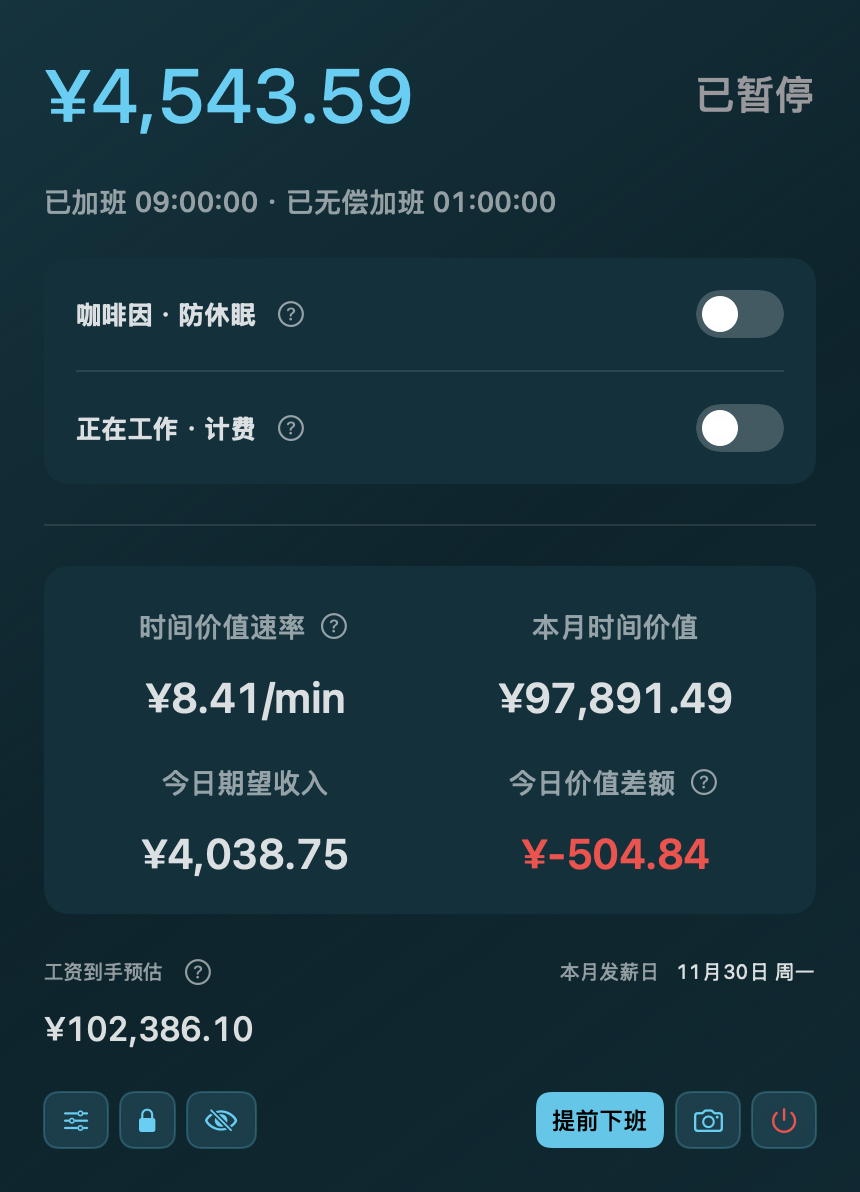 ¥4,543.59
已暂停
已加班 09:00:00 · 已无偿加班 01:00:00
咖啡因 · 防休眠 ?
正在工作 · 计费 ?
时间价值速率 ?
本月时间价值
¥8.41/min
¥97,891.49
今日期望收入
今日价值差额 ?
¥4,038.75
¥-504.84
工资到手预估 ?
本月发薪日 11月30日 周一
¥102,386.10
提前下班